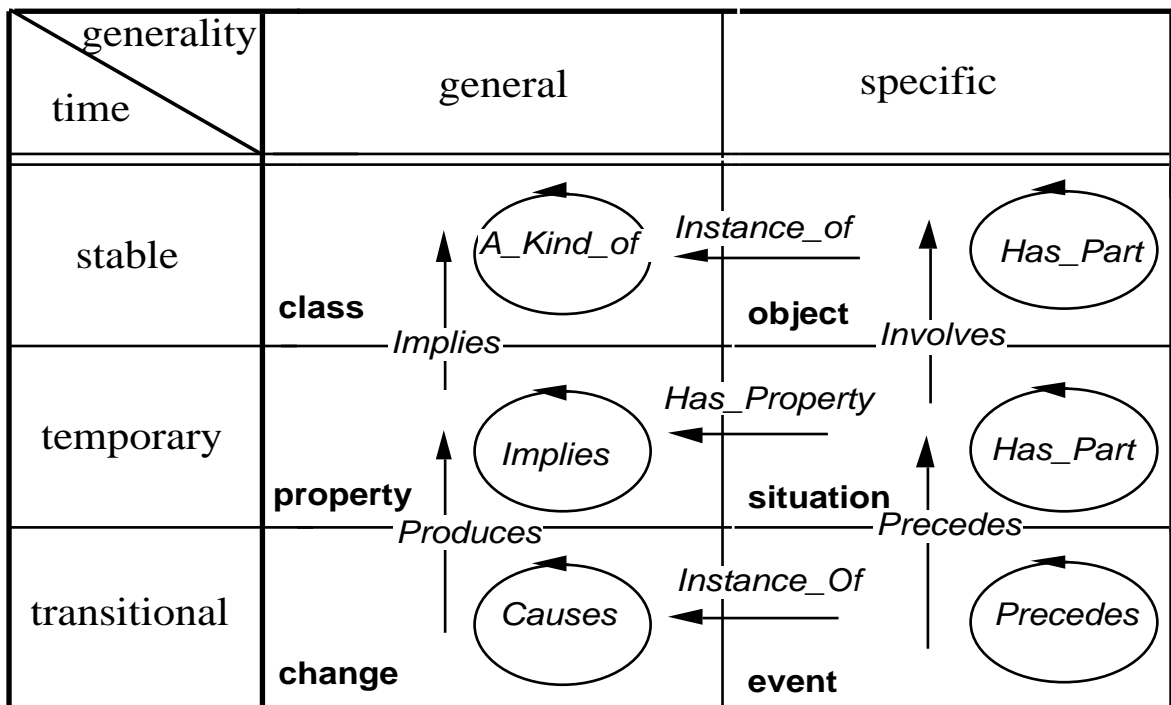 generality
time
general
specific
stable
A_Kind_of
Instance_of
Has_Part
class
object
Implies
Involves
temporary
Implies
Has_Property
Has_Part
property
situation
Produces
Precedes
transitional
Causes
Instance_Of
Precedes
change
event